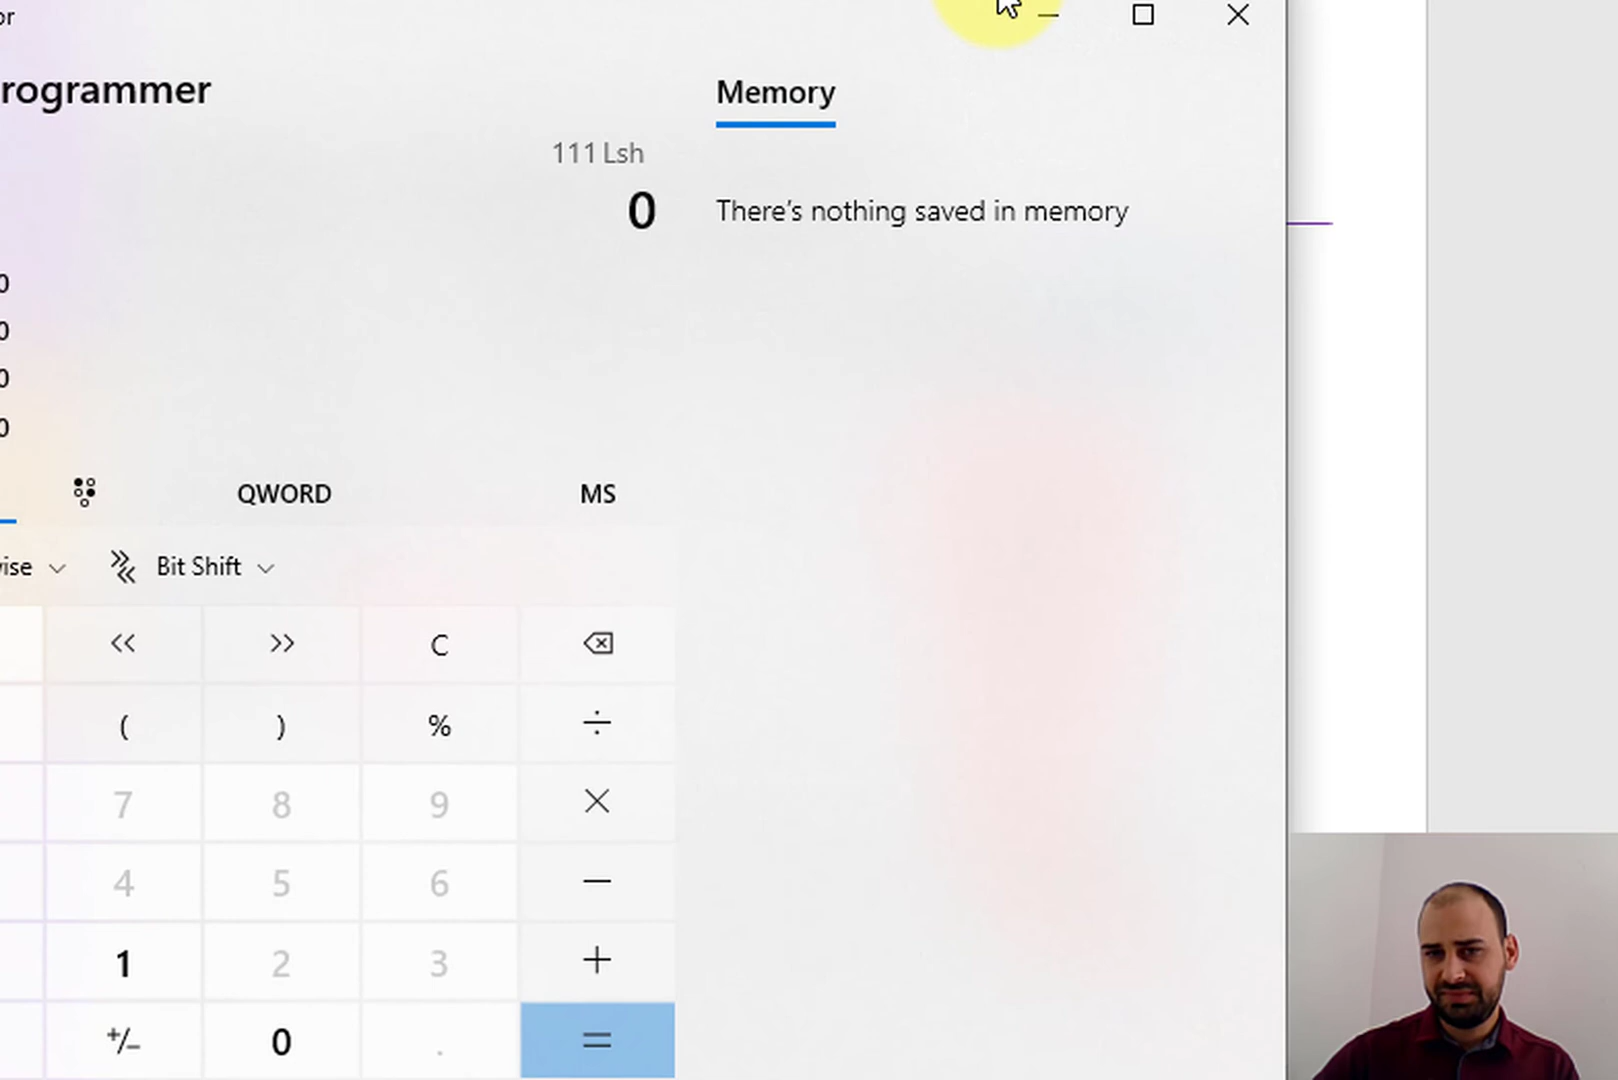 or
rogrammer
Memory
111 Lsh
0
There's nothing saved in memory
0
0
0
0
QWORD
MS
ise
Bit Shift
<< >> C
( ) % ÷
7 8 9 ×
4 5 6 −
1 2 3 +
+/− 0 . =